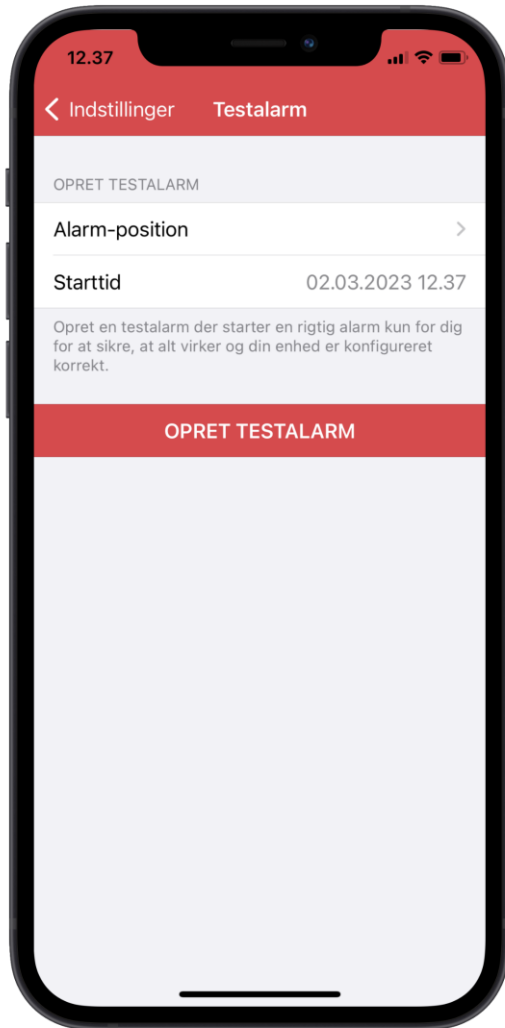 12.37
Indstillinger Testalarm
OPRET TESTALARM
Alarm-position
Starttid 02.03.2023 12.37
Opret en testalarm der starter en rigtig alarm kun for dig
for at sikre, at alt virker og din enhed er konfigureret
korrekt.
OPRET TESTALARM